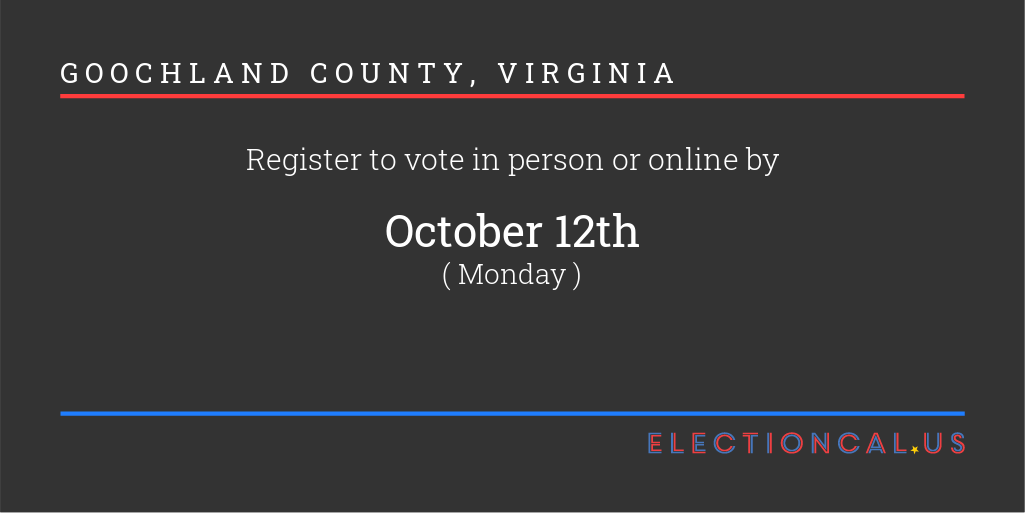 GOOCHLAND COUNTY, VIRGINIA
Register to vote in person or online by
October 12th
( Monday )
ELECTIONCAL.US